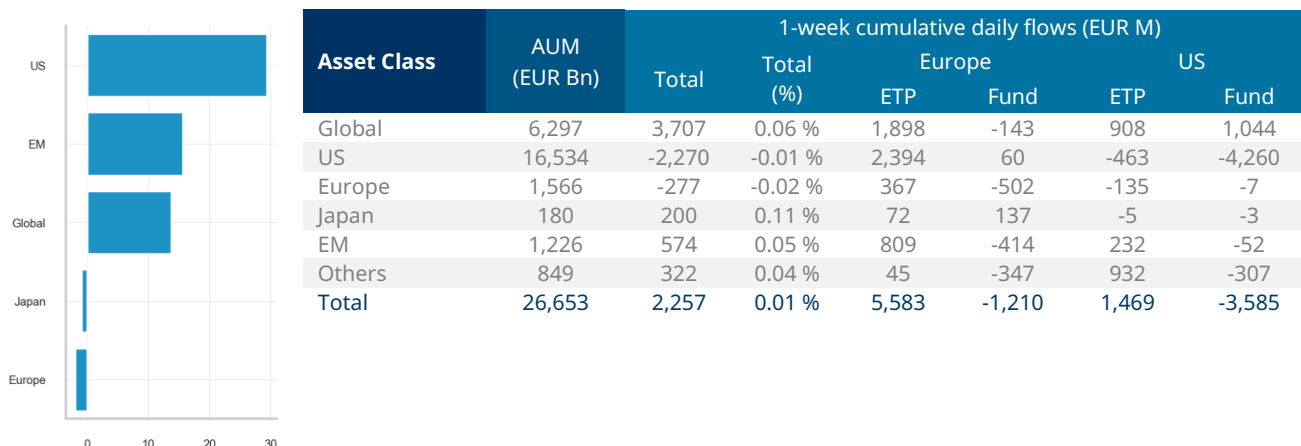 US
EM
Global
Japan
Europe
0 10 20 30
1-week cumulative daily flows (EUR M)
Asset Class AUM (EUR Bn) Total Total (%) Europe US
ETP Fund ETP Fund
Global 6,297 3,707 0.06 % 1,898 -143 908 1,044
US 16,534 -2,270 -0.01 % 2,394 60 -463 -4,260
Europe 1,566 -277 -0.02 % 367 -502 -135 -7
Japan 180 200 0.11 % 72 137 -5 -3
EM 1,226 574 0.05 % 809 -414 232 -52
Others 849 322 0.04 % 45 -347 932 -307
Total 26,653 2,257 0.01 % 5,583 -1,210 1,469 -3,585